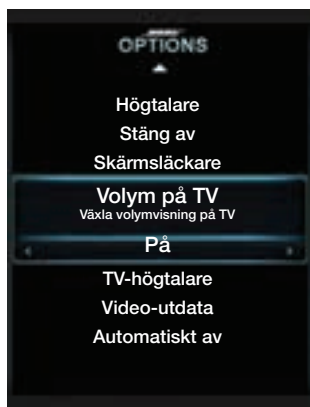 OPTIONS
Högtalare
Stäng av
Skärmsläckare
Volym på TV
Växla volymvisning på TV
På
TV-högtalare
Video-utdata
Automatiskt av